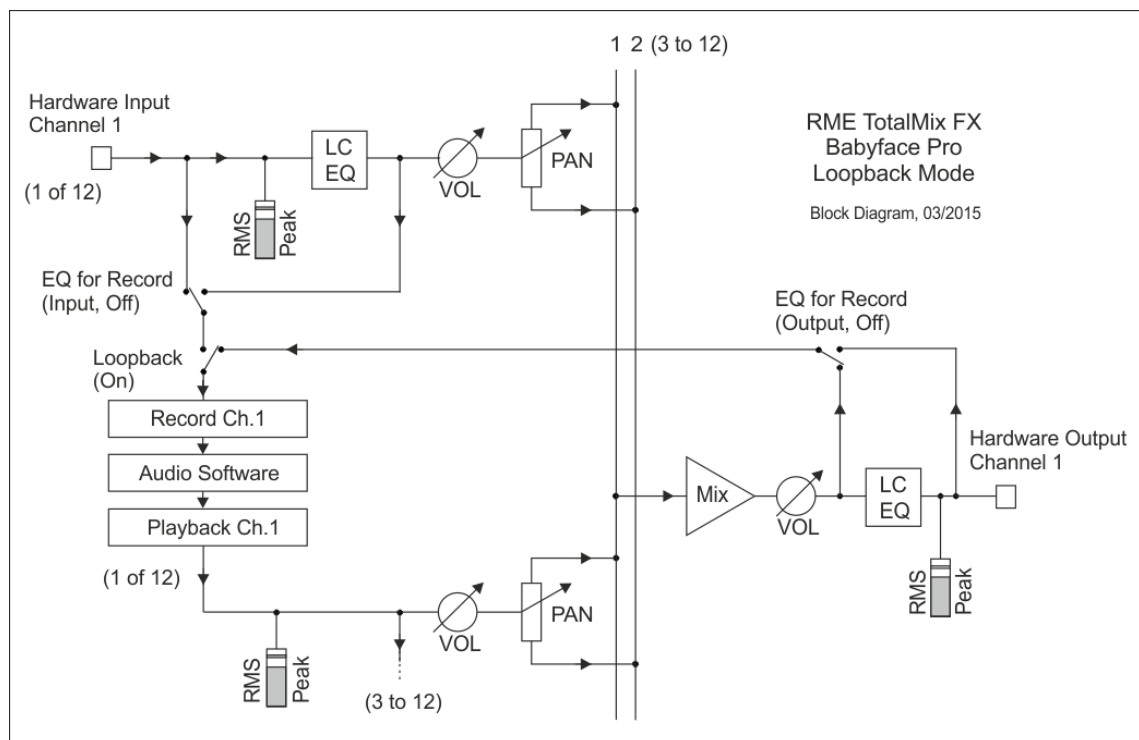 1 2 (3 to 12)
Hardware Input
Channel 1
(1 of 12)
LC
EQ
VOL
PAN
RMS
Peak
RME TotalMix FX
Babyface Pro
Loopback Mode
Block Diagram, 03/2015
EQ for Record
(Input, Off)
EQ for Record
(Output, Off)
Loopback
(On)
Record Ch.1
Audio Software
Playback Ch.1
(1 of 12)
Mix
VOL
LC
EQ
Hardware Output
Channel 1
RMS
Peak
VOL
PAN
RMS
Peak
(3 to 12)